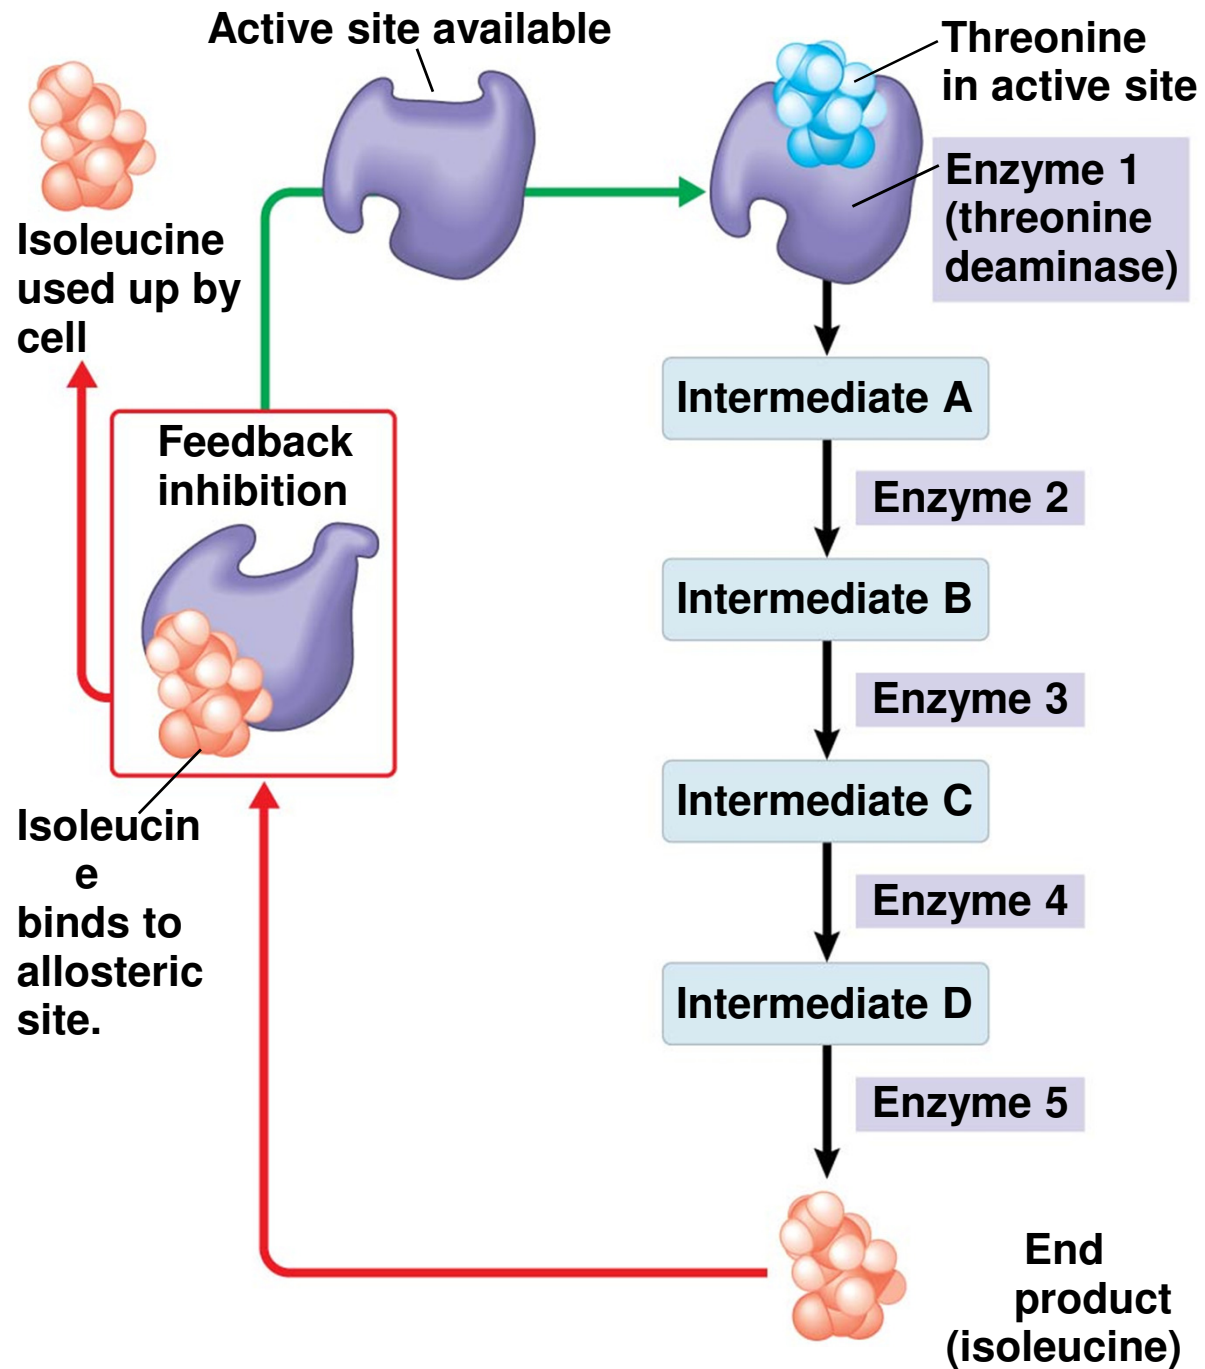 Active site available
Threonine
in active site
Enzyme 1
(threonine
deaminase)
Isoleucine
used up by
cell
Intermediate A
Feedback
inhibition
Enzyme 2
Intermediate B
Enzyme 3
Intermediate C
Isoleucin
e
binds to
allosteric
site.
Enzyme 4
Intermediate D
Enzyme 5
End
product
(isoleucine)